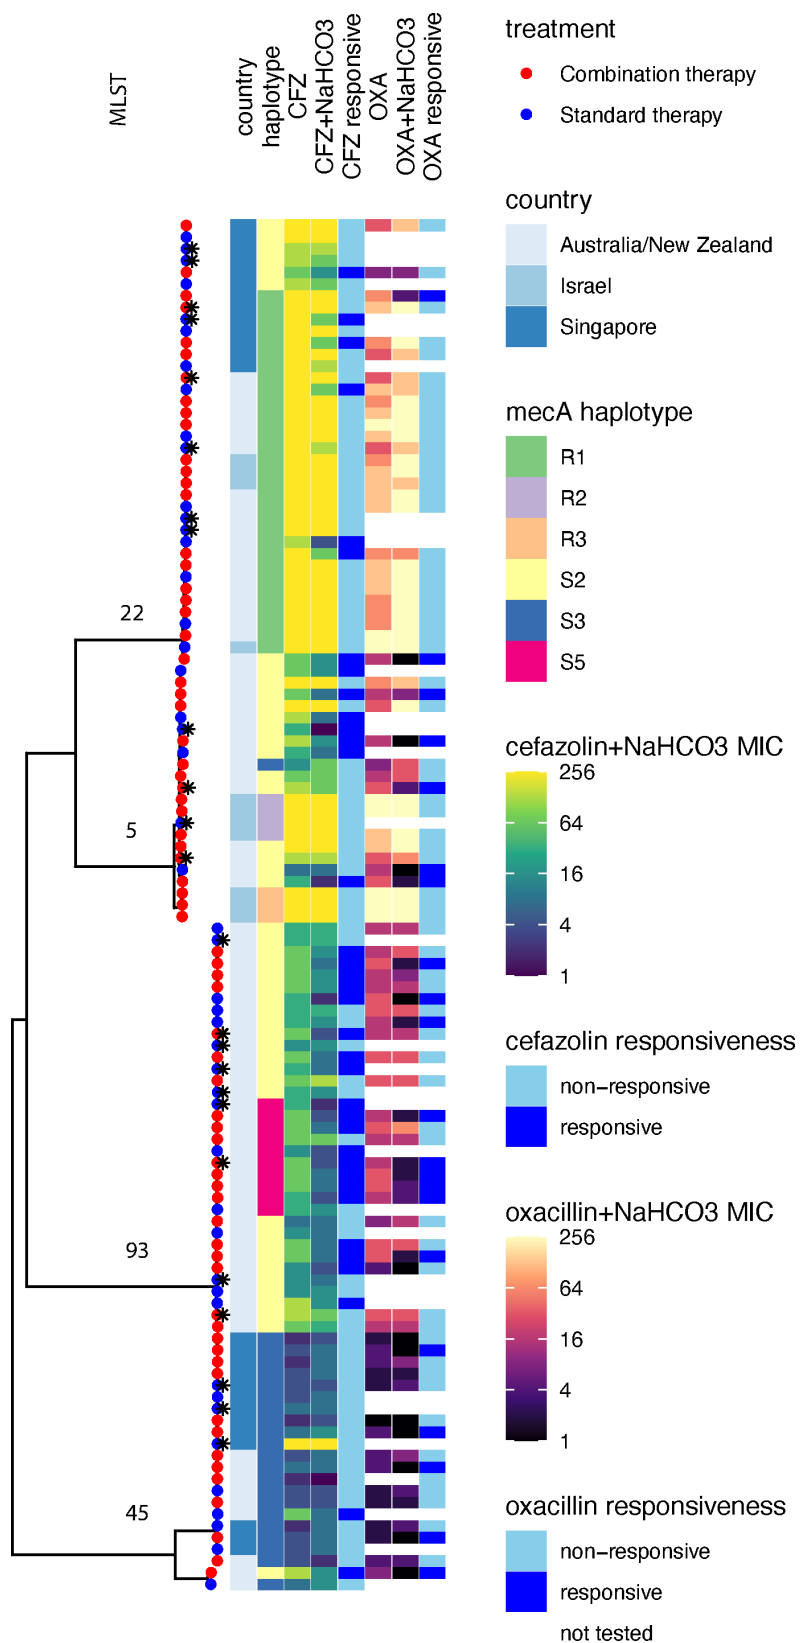 MLST
country
haplotype
CFZ
CFZ+NaHCO3
CFZ responsive
OXA
OXA+NaHCO3
OXA responsive
treatment
Combination therapy
Standard therapy
country
Australia/New Zealand
Israel
Singapore
mecA haplotype
R1
R2
R3
S2
S3
S5
cefazolin+NaHCO3 MIC
256
64
16
4
1
cefazolin responsiveness
non−responsive
responsive
oxacillin+NaHCO3 MIC
256
64
16
4
1
oxacillin responsiveness
non−responsive
responsive
not tested
22
5
93
45